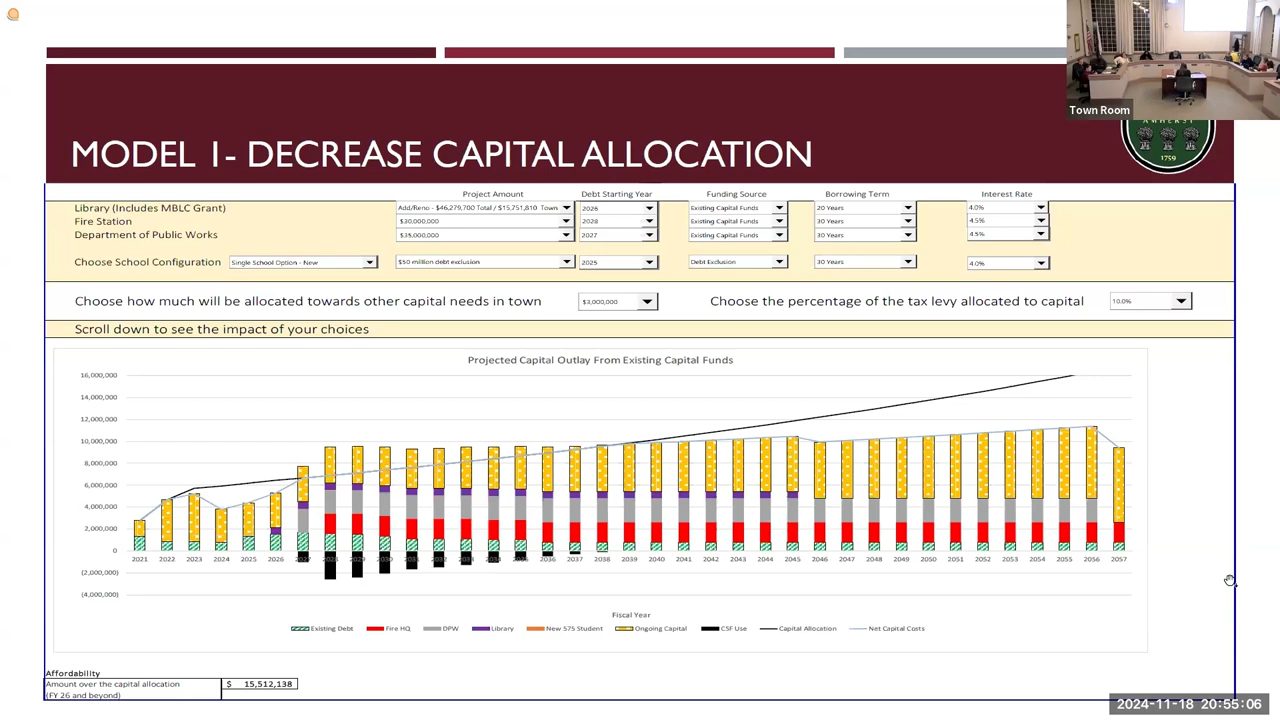 Town Room
AMHERST
1759
MODEL 1- DECREASE CAPITAL ALLOCATION
Project Amount Debt Starting Year Funding Source Borrowing Term Interest Rate
Library (Includes MBLC Grant) Add/Reno - $46,279,700 Total / $15,751,810 Town 2026 Existing Capital Funds 20 Years 4.0%
Fire Station $30,000,000 2028 Existing Capital Funds 30 Years 4.5%
Department of Public Works $35,000,000 2027 Existing Capital Funds 30 Years 4.5%
Choose School Configuration Single School Option - New $50 million debt exclusion 2025 Debt Exclusion 30 Years 4.0%
Choose how much will be allocated towards other capital needs in town $3,000,000 Choose the percentage of the tax levy allocated to capital 10.0%
Scroll down to see the impact of your choices
Projected Capital Outlay From Existing Capital Funds
16,000,000
14,000,000
12,000,000
10,000,000
8,000,000
6,000,000
4,000,000
2,000,000
0
2021 2022 2023 2024 2025 2026 2027 2028 2029 2030 2031 2032 2033 2034 2035 2036 2037 2038 2039 2040 2041 2042 2043 2044 2045 2046 2047 2048 2049 2050 2051 2052 2053 2054 2055 2056 2057
(2,000,000)
(4,000,000)
Fiscal Year
Existing Debt Fire HQ DPW Library New 575 Student Ongoing Capital CSF Use Capital Allocation Net Capital Costs
Affordability
Amount over the capital allocation $ 15,512,138
(FY 26 and beyond)
2024-11-18 20:55:06